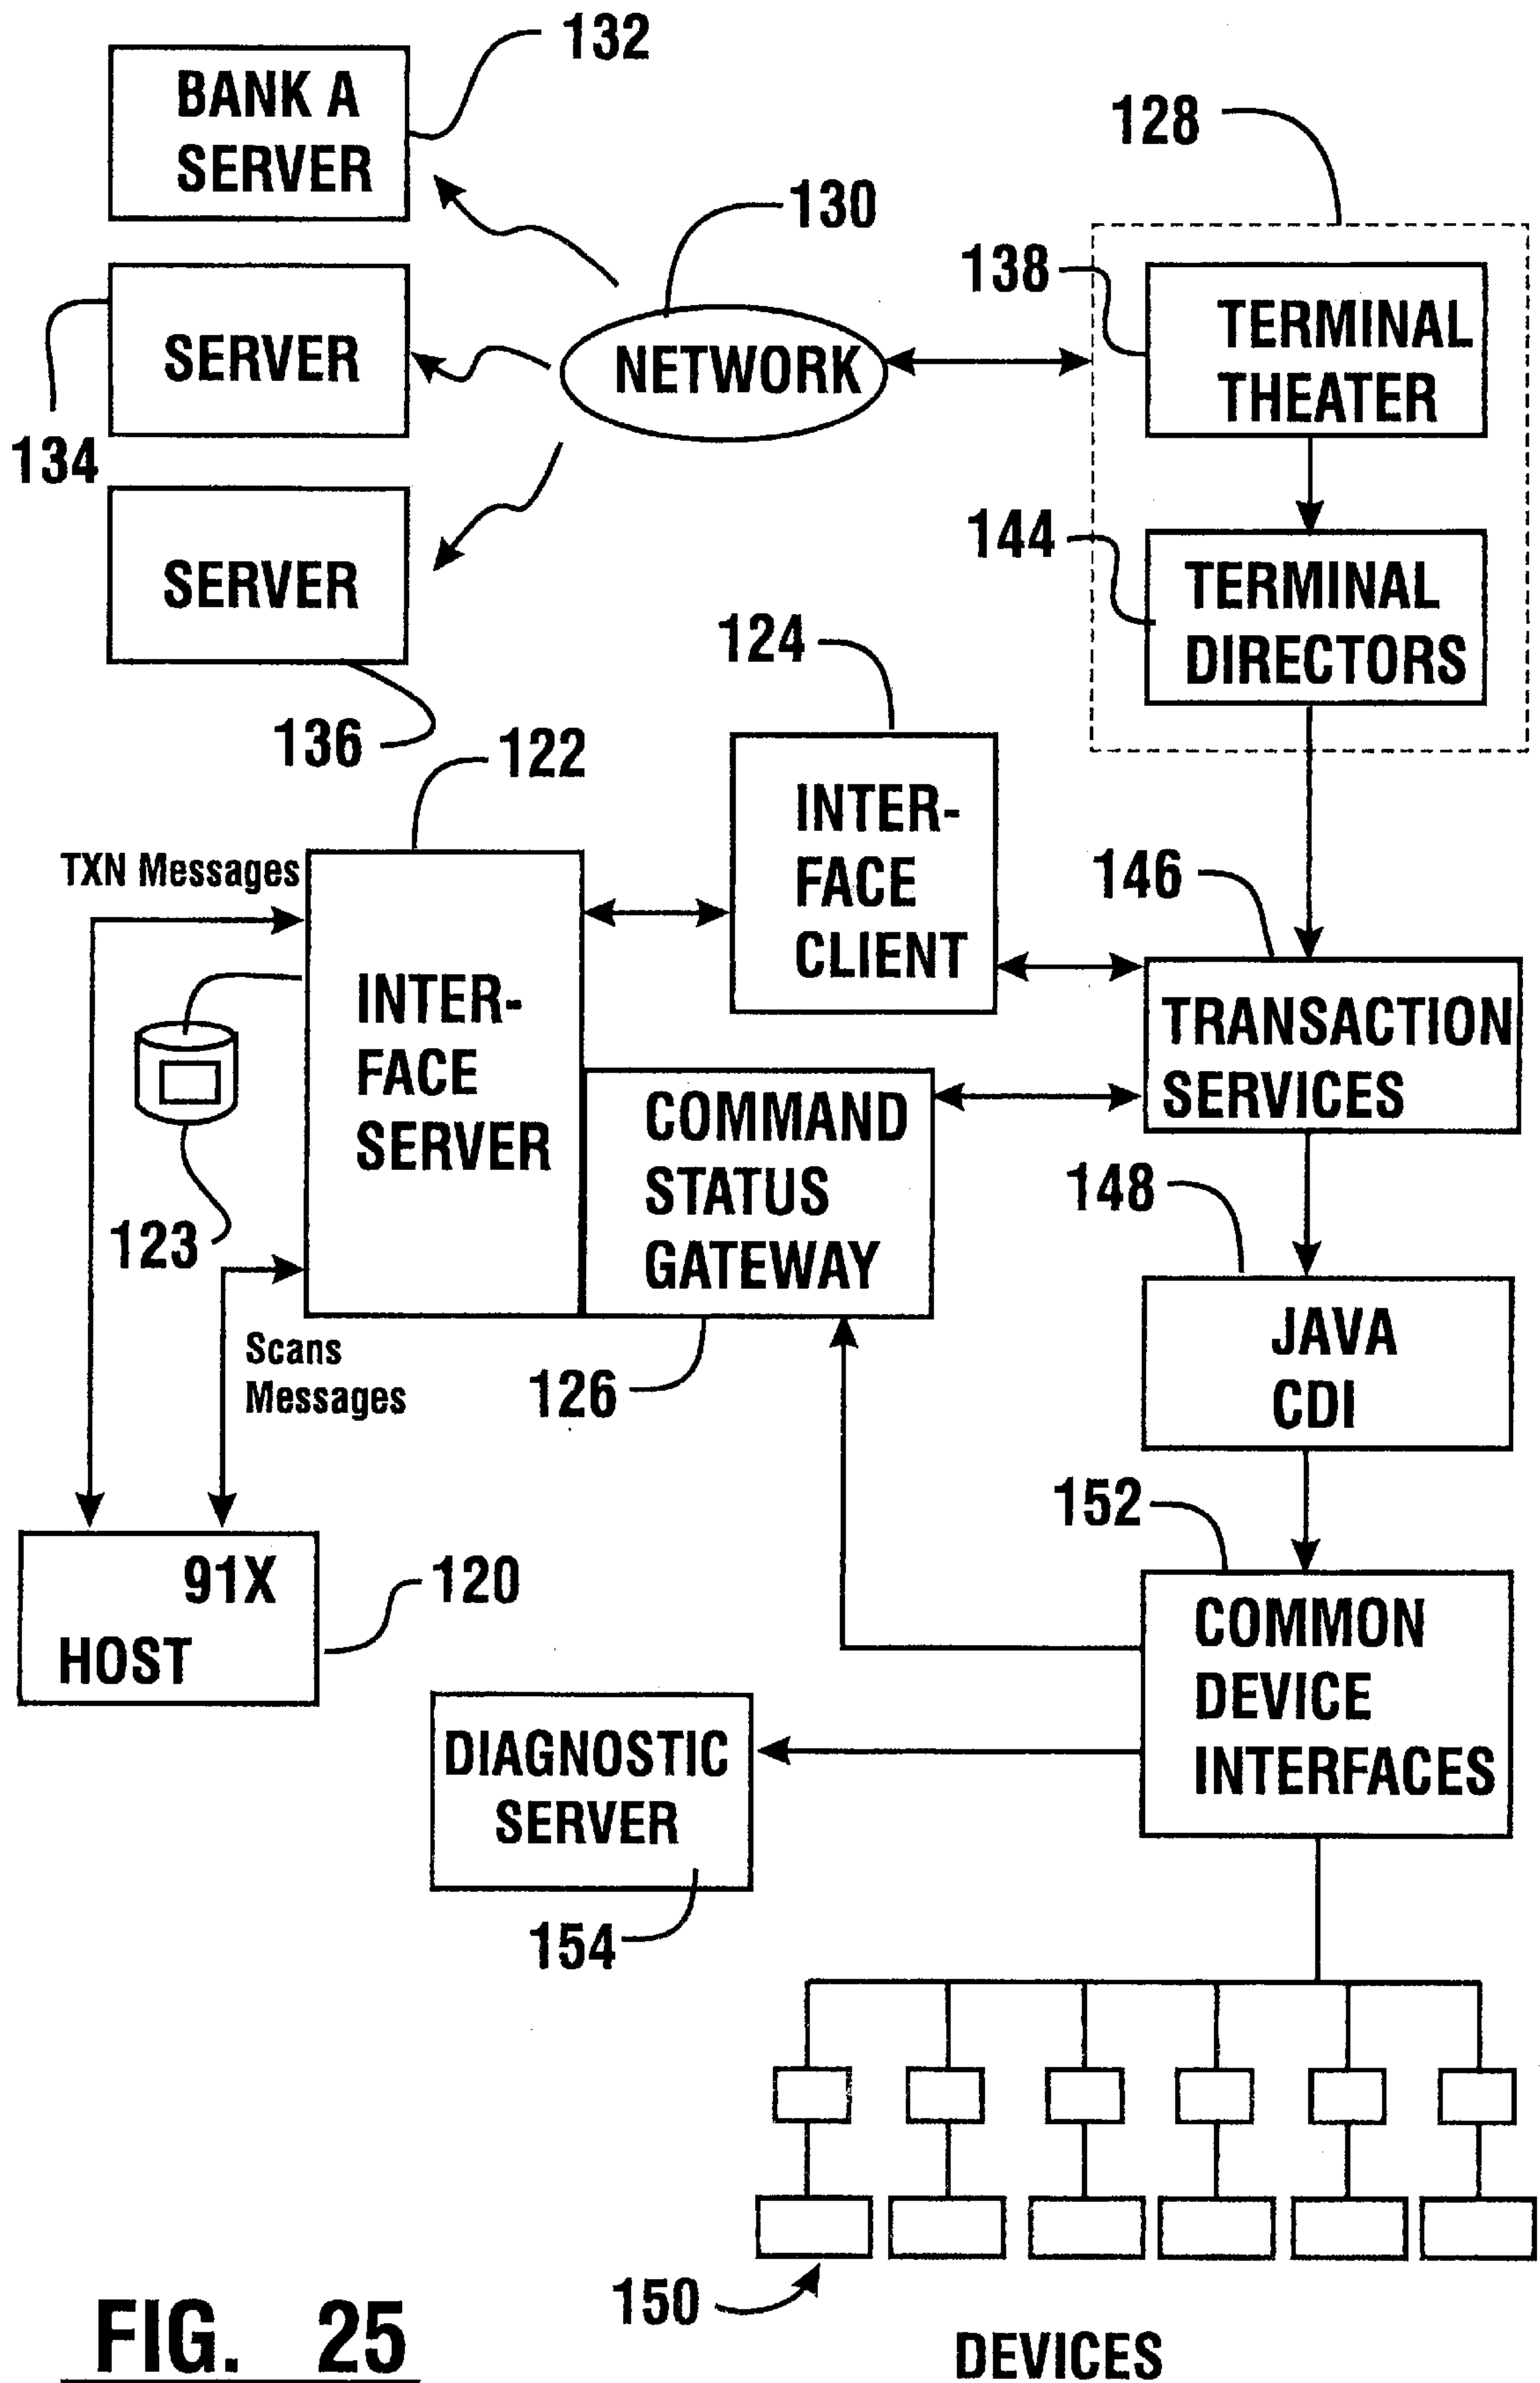 132
BANK A
SERVER
128
130
138
TERMINAL
THEATER
SERVER
NETWORK
134
144
TERMINAL
DIRECTORS
SERVER
124
136
122
INTER-
FACE
CLIENT
TXN Messages
146
INTER-
FACE
SERVER
TRANSACTION
SERVICES
COMMAND
STATUS
GATEWAY
123
148
Scans
Messages
126
JAVA
CDI
152
91X
HOST
120
COMMON
DEVICE
INTERFACES
DIAGNOSTIC
SERVER
154
150
DEVICES
FIG. 25